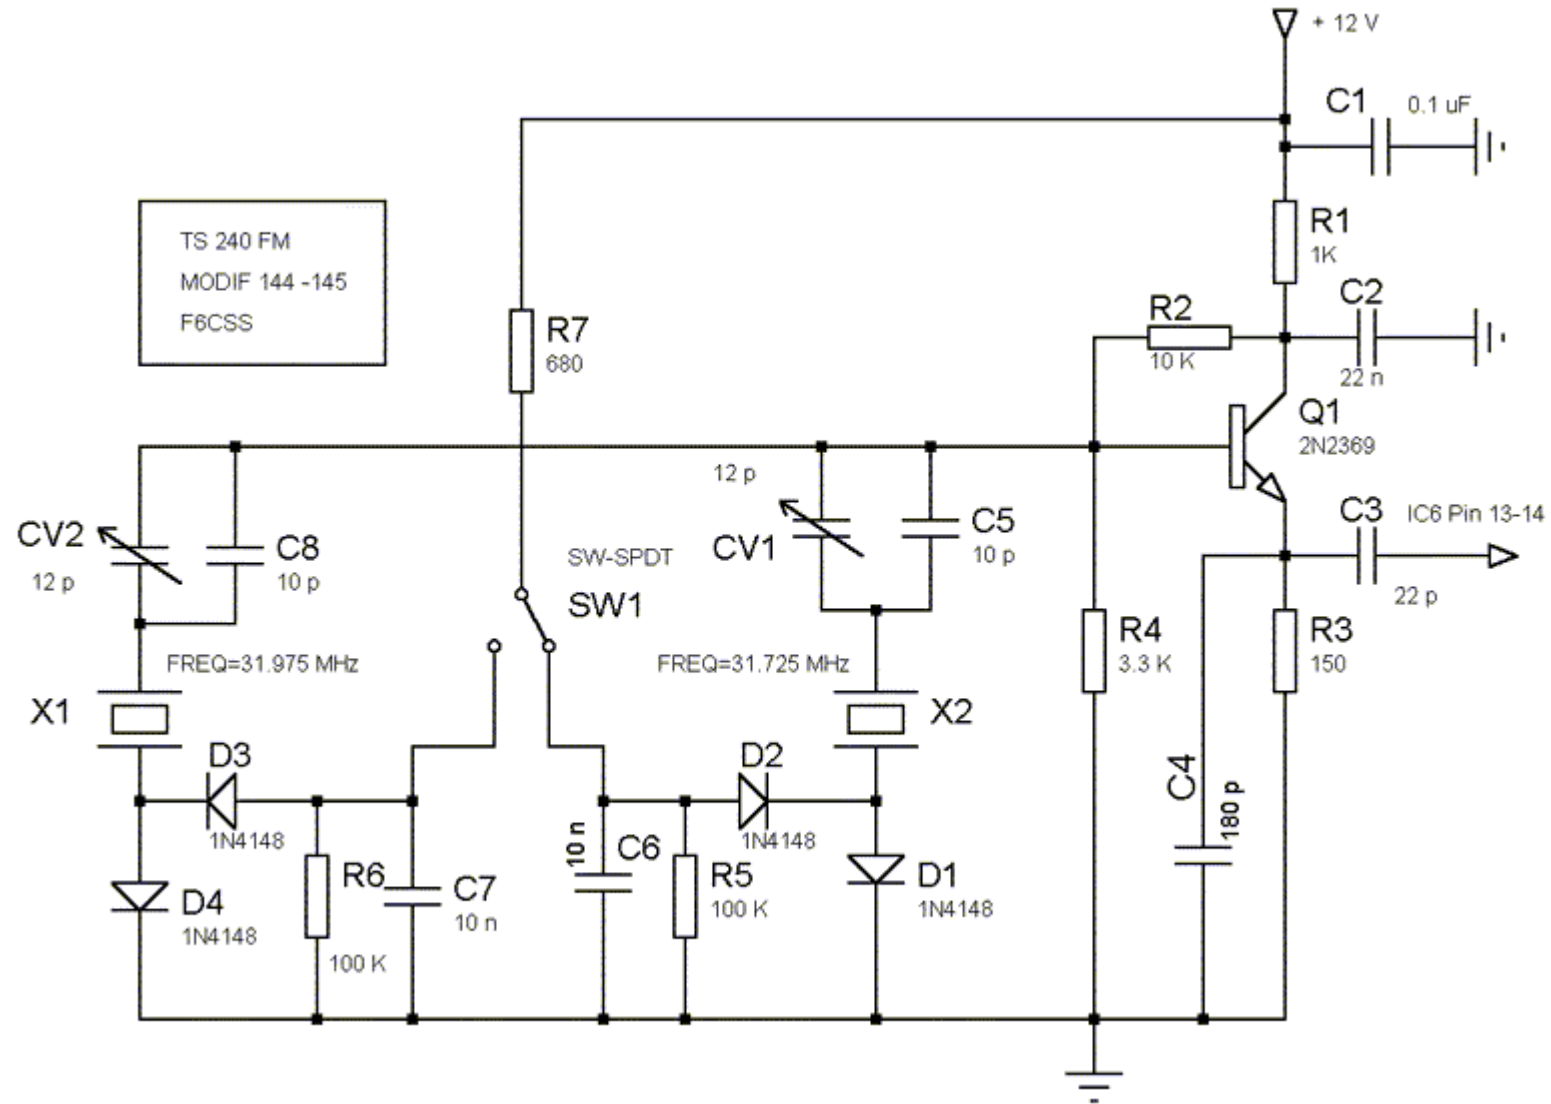 + 12 V
C1
0.1 uF
TS 240 FM
MODIF 144 -145
F6CSS
R1
1K
C2
22 n
R2
10 K
R7
680
Q1
2N2369
12 p
CV2
12 p
C8
10 p
SW-SPDT
SW1
CV1
C5
10 p
C3
IC6 Pin 13-14
22 p
FREQ=31.975 MHz
FREQ=31.725 MHz
R4
3.3 K
R3
150
X1
X2
D3
1N4148
D2
1N4148
C4
180 p
R6
100 K
C7
10 n
10 n
C6
R5
100 K
D1
1N4148
D4
1N4148